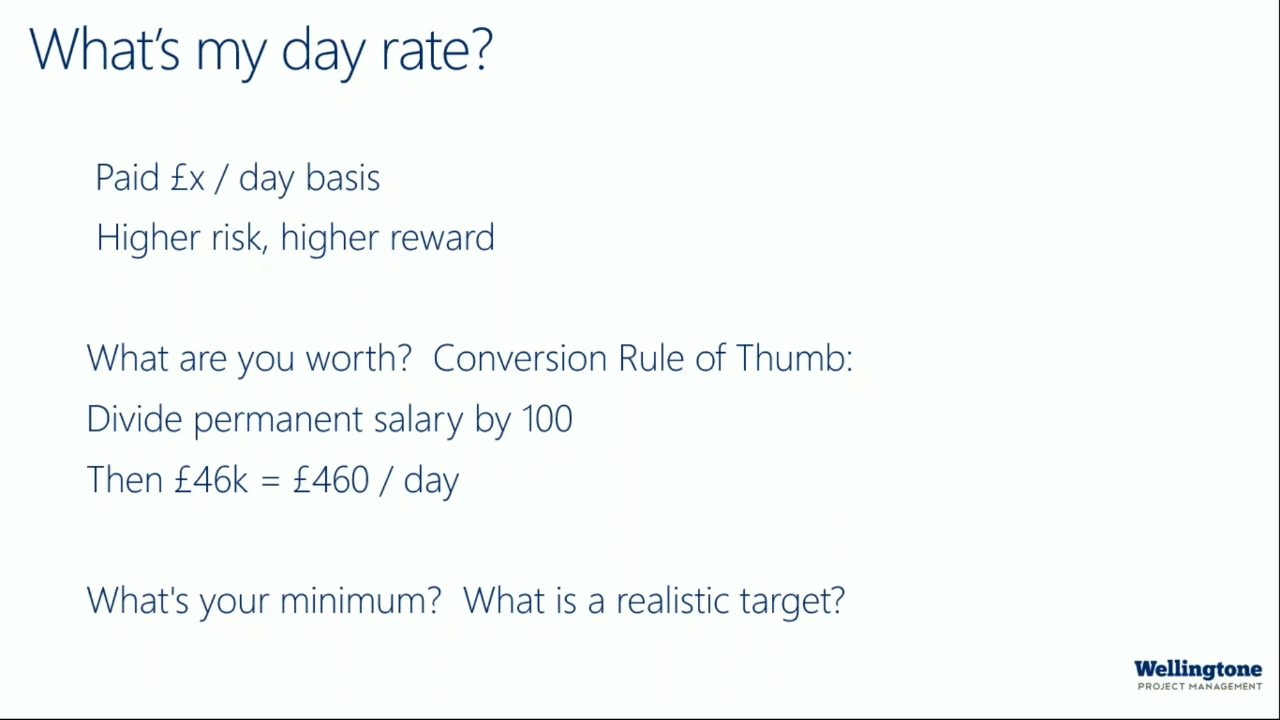 What’s my day rate?
Paid £x / day basis
Higher risk, higher reward
What are you worth?  Conversion Rule of Thumb:
Divide permanent salary by 100
Then £46k = £460 / day
What's your minimum?  What is a realistic target?
Wellingtone
PROJECT MANAGEMENT